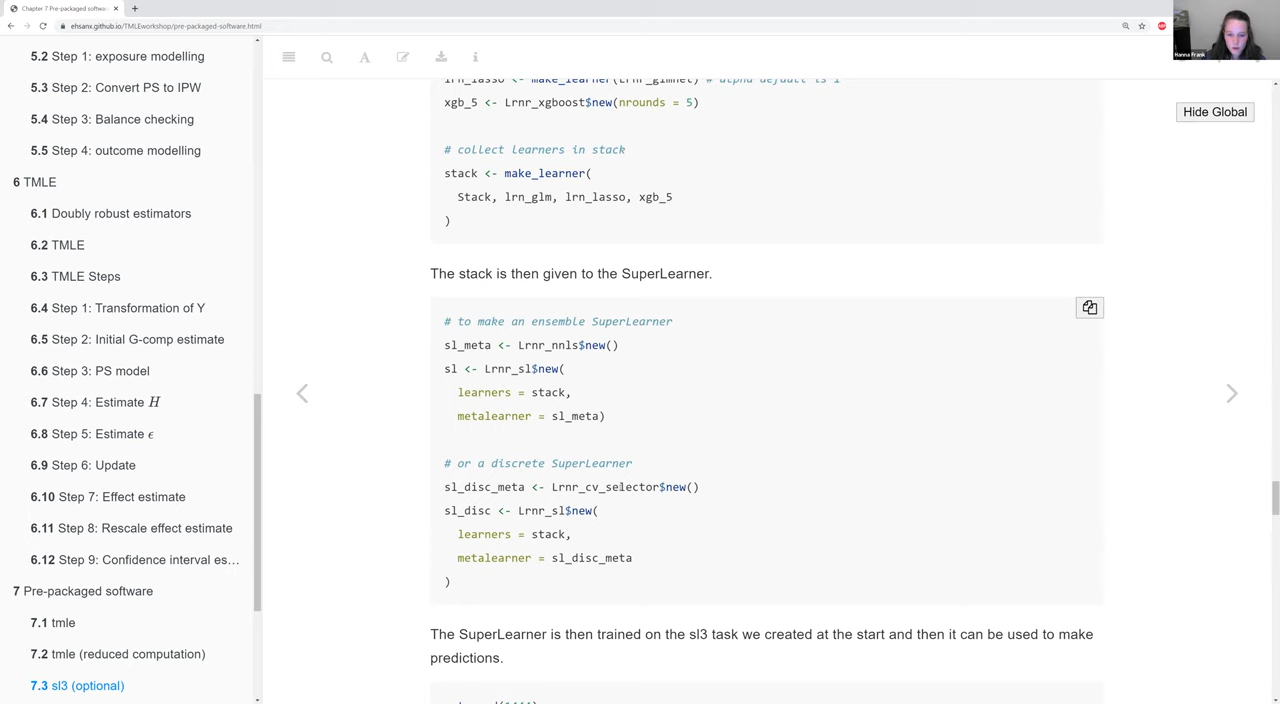 Chapter 7 Pre-packaged softwa
ehsanx.github.io/TMLEworkshop/pre-packaged-software.html
Hanna Frank
5.2 Step 1: exposure modelling
5.3 Step 2: Convert PS to IPW
5.4 Step 3: Balance checking
5.5 Step 4: outcome modelling
6 TMLE
6.1 Doubly robust estimators
6.2 TMLE
6.3 TMLE Steps
6.4 Step 1: Transformation of Y
6.5 Step 2: Initial G-comp estimate
6.6 Step 3: PS model
6.7 Step 4: Estimate H
6.8 Step 5: Estimate ϵ
6.9 Step 6: Update
6.10 Step 7: Effect estimate
6.11 Step 8: Rescale effect estimate
6.12 Step 9: Confidence interval es…
7 Pre-packaged software
7.1 tmle
7.2 tmle (reduced computation)
7.3 sl3 (optional)
Hide Global
lrn_lasso <- make_learner(Lrnr_glmnet) # alpha default is 1
xgb_5 <- Lrnr_xgboost$new(nrounds = 5)
# collect learners in stack
stack <- make_learner(
Stack, lrn_glm, lrn_lasso, xgb_5
)
The stack is then given to the SuperLearner.
# to make an ensemble SuperLearner
sl_meta <- Lrnr_nnls$new()
sl <- Lrnr_sl$new(
learners = stack,
metalearner = sl_meta)
# or a discrete SuperLearner
sl_disc_meta <- Lrnr_cv_selector$new()
sl_disc <- Lrnr_sl$new(
learners = stack,
metalearner = sl_disc_meta
)
The SuperLearner is then trained on the sl3 task we created at the start and then it can be used to make
predictions.